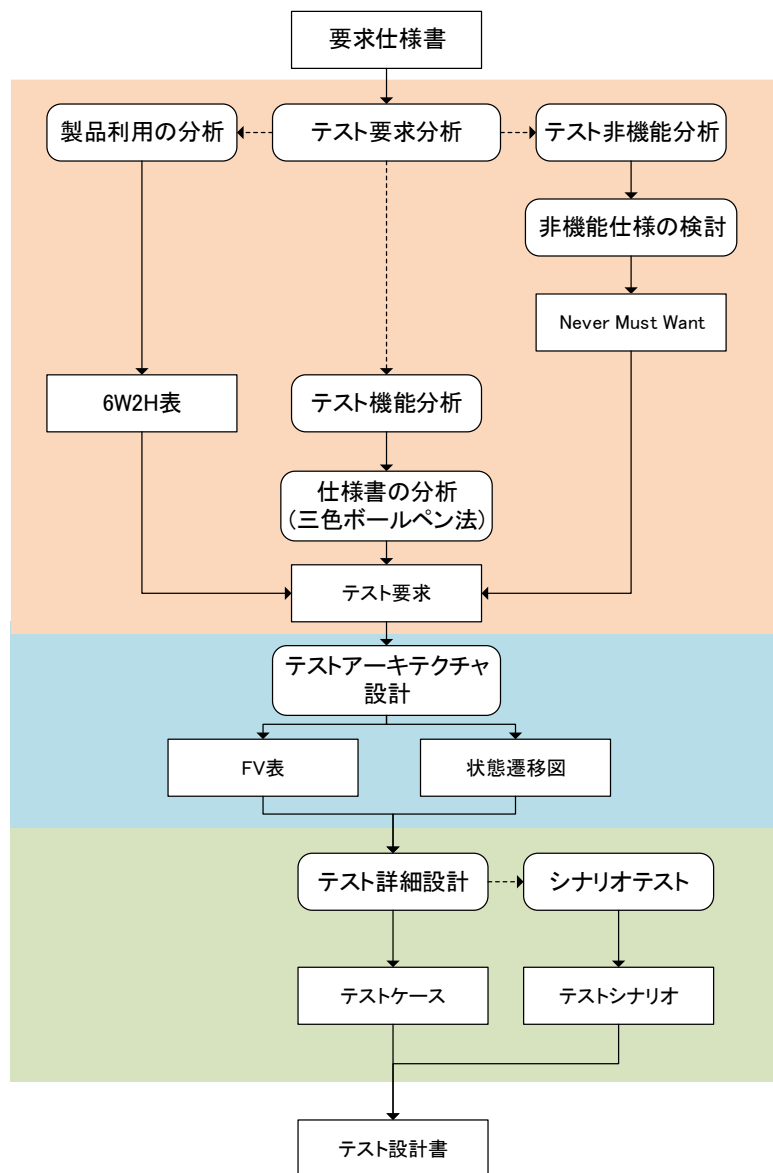 要求仕様書
製品利用の分析
テスト要求分析
テスト非機能分析
非機能仕様の検討
Never Must Want
6W2H表
テスト機能分析
仕様書の分析
(三色ボールペン法)
テスト要求
テストアーキテクチャ
設計
FV表
状態遷移図
テスト詳細設計
シナリオテスト
テストケース
テストシナリオ
テスト設計書